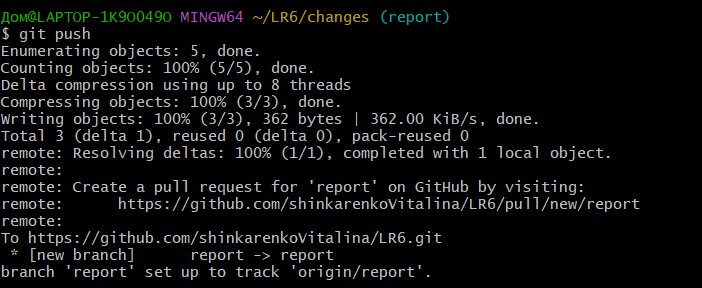 Дом@LAPTOP-1K9OO49O MINGW64 ~/LR6/changes (report)
$ git push
Enumerating objects: 5, done.
Counting objects: 100% (5/5), done.
Delta compression using up to 8 threads
Compressing objects: 100% (3/3), done.
Writing objects: 100% (3/3), 362 bytes | 362.00 KiB/s, done.
Total 3 (delta 1), reused 0 (delta 0), pack-reused 0
remote: Resolving deltas: 100% (1/1), completed with 1 local object.
remote:
remote: Create a pull request for 'report' on GitHub by visiting:
remote:      https://github.com/shinkarenkoVitalina/LR6/pull/new/report
remote:
To https://github.com/shinkarenkoVitalina/LR6.git
 * [new branch]      report -> report
branch 'report' set up to track 'origin/report'.